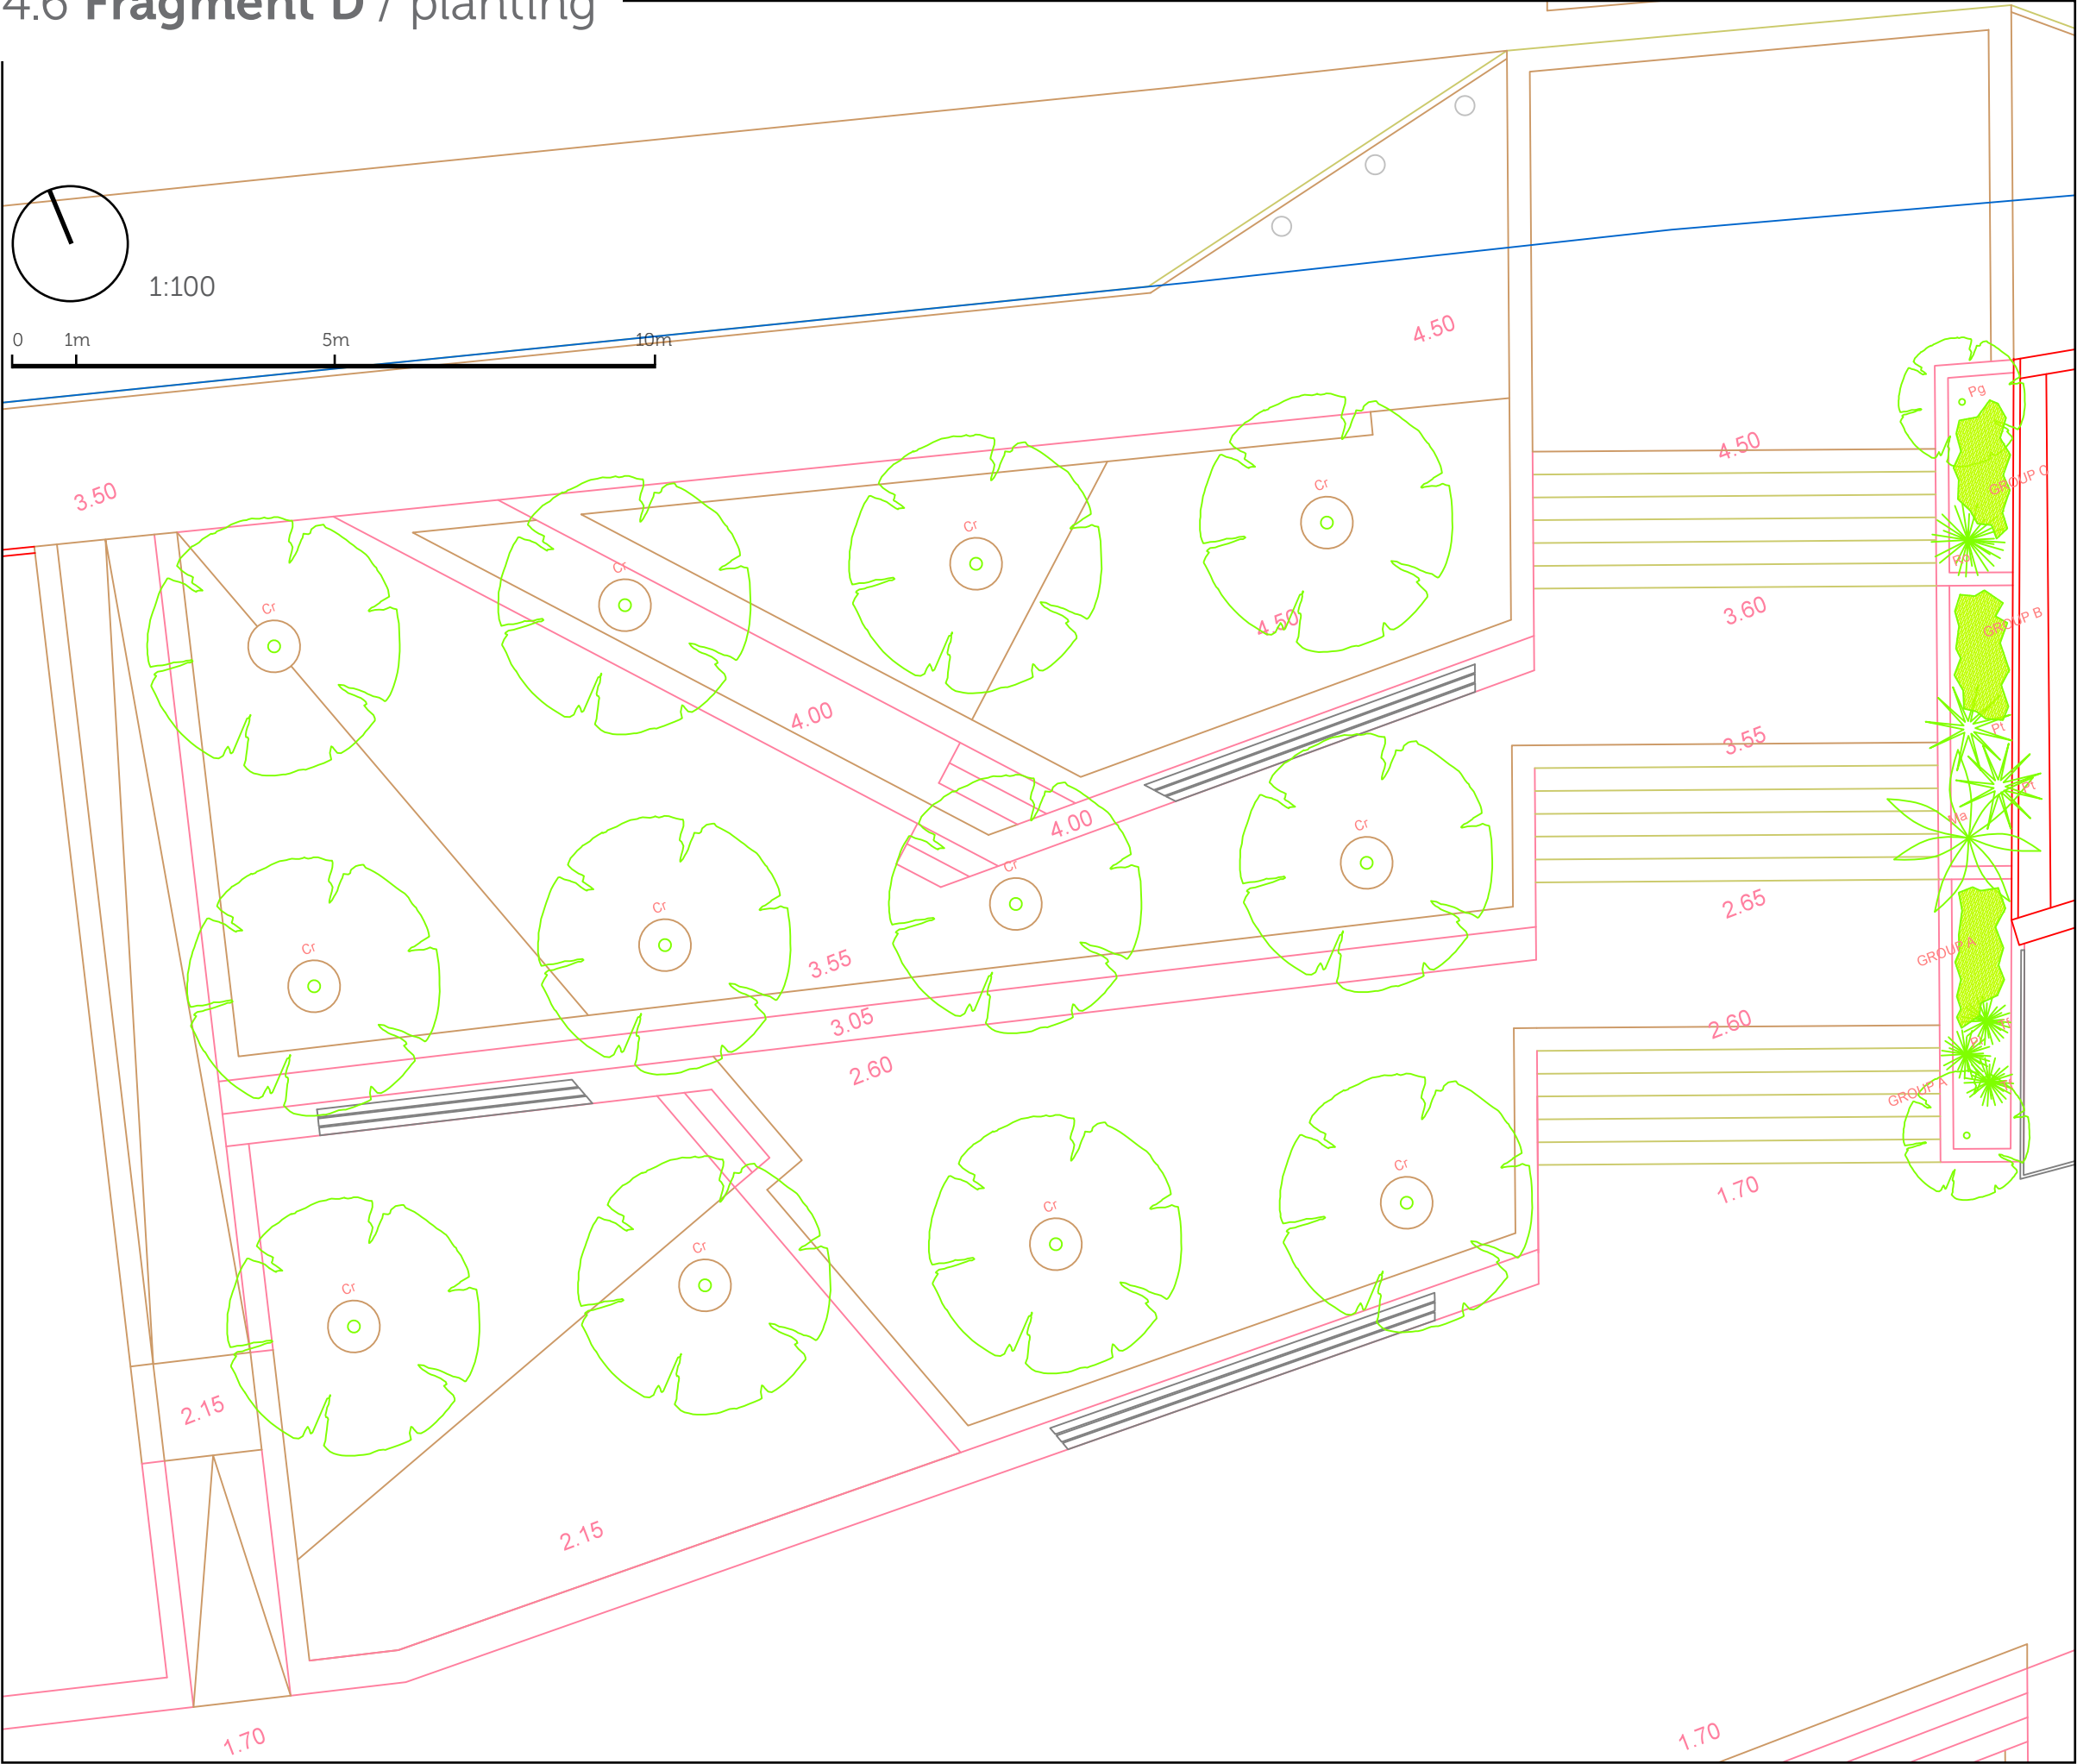 4.6 Fragment D / planting
1:100
0 1m 5m 10m
4.50
Pg
3.50
4.50
GROUP C
Cr
Cr
Cr
Cr
3.60
4.50
GROUP B
4.00
3.55
Pt
Pt
Ma
4.00
Cr
Cr
Cr
Cr
2.65
GROUP A
3.55
3.05
2.60
2.60
GROUP A
1.70
Cr
Cr
Cr
Cr
2.15
2.15
1.70
1.70